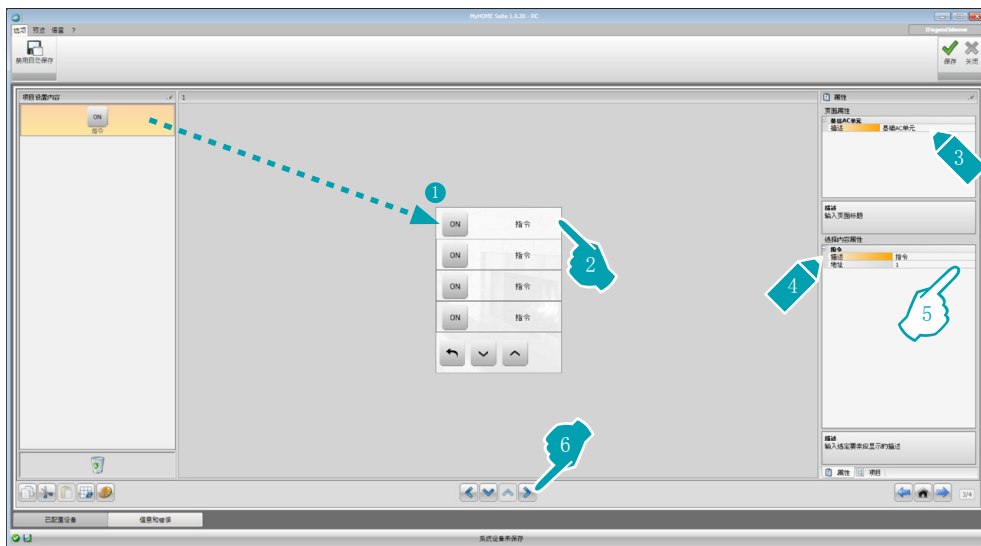 MyHOME Suite 1.0.30 - RC
选项 预览 语言 ?
Legrand bticino
禁用自动保存
保存 关闭
项目设置内容
1
属性
ON
指令
页面属性
基础AC单元
描述 基础AC单元
3
描述
输入页面标题
选择内容属性
指令
描述 指令
地址 1
1
ON 指令
2
ON 指令
4
5
ON 指令
ON 指令
6
描述
输入选定要素应显示的描述
属性 项目
3/4
已配置设备 信息和错误
系统设备未保存